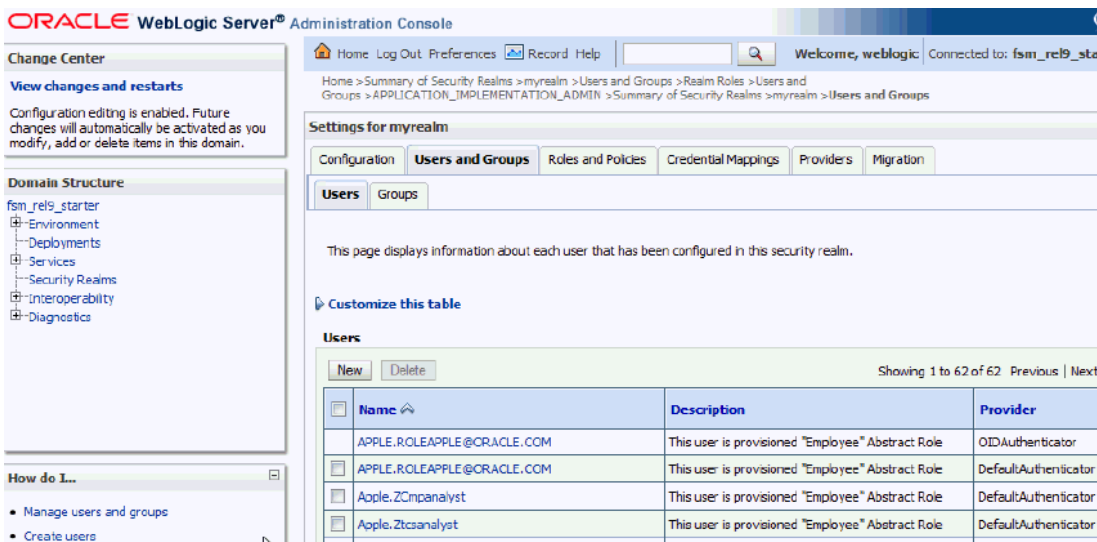 ORACLE WebLogic Server® Administration Console
Change Center
View changes and restarts
Configuration editing is enabled. Future
changes will automatically be activated as you
modify, add or delete items in this domain.
Domain Structure
fsm_rel9_starter
Environment
Deployments
Services
Security Realms
Interoperability
Diagnostics
How do I...
Manage users and groups
Create users
Home Log Out Preferences Record Help
Welcome, weblogic Connected to: fsm_rel9_sta
Home >Summary of Security Realms >myrealm >Users and Groups >Realm Roles >Users and
Groups >APPLICATION_IMPLEMENTATION_ADMIN >Summary of Security Realms >myrealm >Users and Groups
Settings for myrealm
Configuration Users and Groups Roles and Policies Credential Mappings Providers Migration
Users Groups
This page displays information about each user that has been configured in this security realm.
Customize this table
Users
New Delete Showing 1 to 62 of 62 Previous | Next
Name Description Provider
APPLE.ROLEAPPLE@ORACLE.COM This user is provisioned "Employee" Abstract Role OIDAuthenticator
APPLE.ROLEAPPLE@ORACLE.COM This user is provisioned "Employee" Abstract Role DefaultAuthenticator
Apple.ZCmpanalyst This user is provisioned "Employee" Abstract Role DefaultAuthenticator
Apple.Ztcsanalyst This user is provisioned "Employee" Abstract Role DefaultAuthenticator